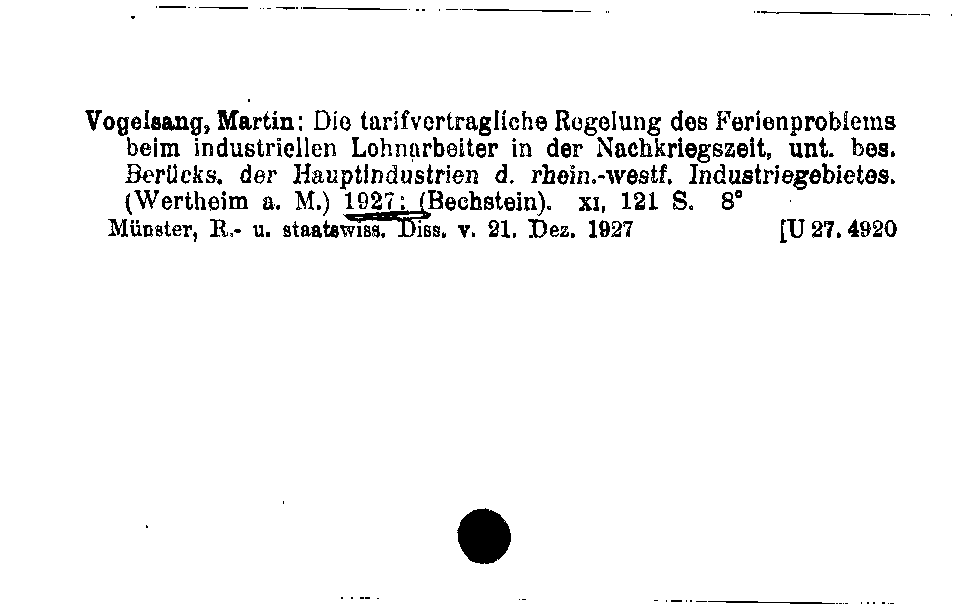 Vogelsang, Martin: Die tarifvertragliche Regelung des Ferienproblems
beim industriellen Lohnarbeiter in der Nachkriegszeit, unt. bes.
Berücks. der Hauptindustrien d. rhein.-westf. Industriegebietes.
(Wertheim a. M.) 1927: (Bechstein). XI, 121 S. 8°
Münster, R.- u. staatswiss. Diss. v. 21. Dez. 1927 [U 27. 4920